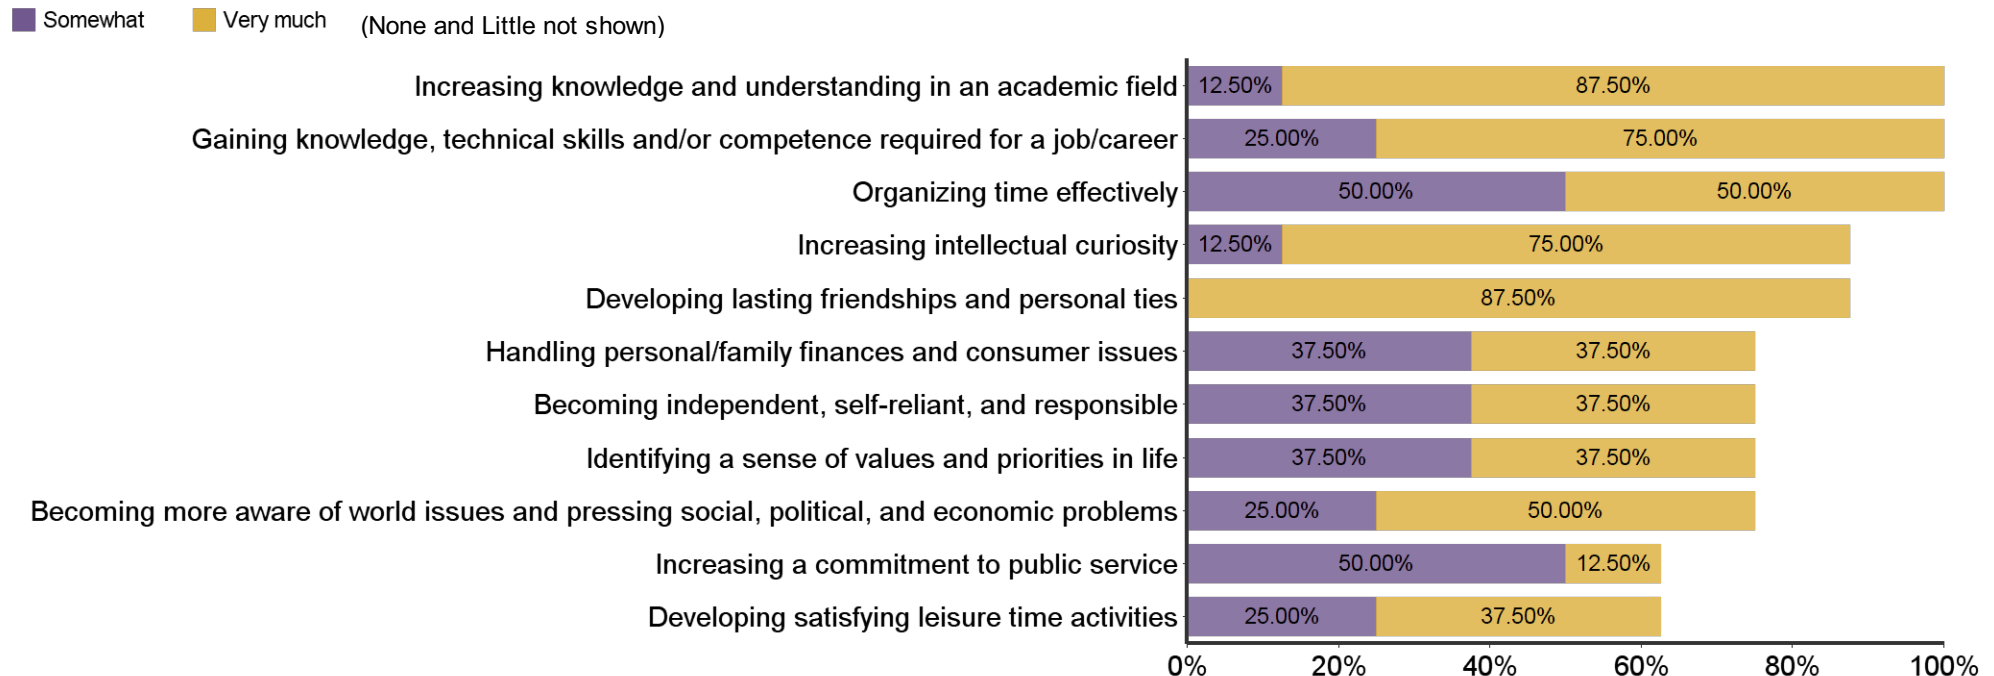 Somewhat Very much (None and Little not shown)
Increasing knowledge and understanding in an academic field 12.50% 87.50%
Gaining knowledge, technical skills and/or competence required for a job/career 25.00% 75.00%
Organizing time effectively 50.00% 50.00%
Increasing intellectual curiosity 12.50% 75.00%
Developing lasting friendships and personal ties 87.50%
Handling personal/family finances and consumer issues 37.50% 37.50%
Becoming independent, self-reliant, and responsible 37.50% 37.50%
Identifying a sense of values and priorities in life 37.50% 37.50%
Becoming more aware of world issues and pressing social, political, and economic problems 25.00% 50.00%
Increasing a commitment to public service 50.00% 12.50%
Developing satisfying leisure time activities 25.00% 37.50%
0% 20% 40% 60% 80% 100%